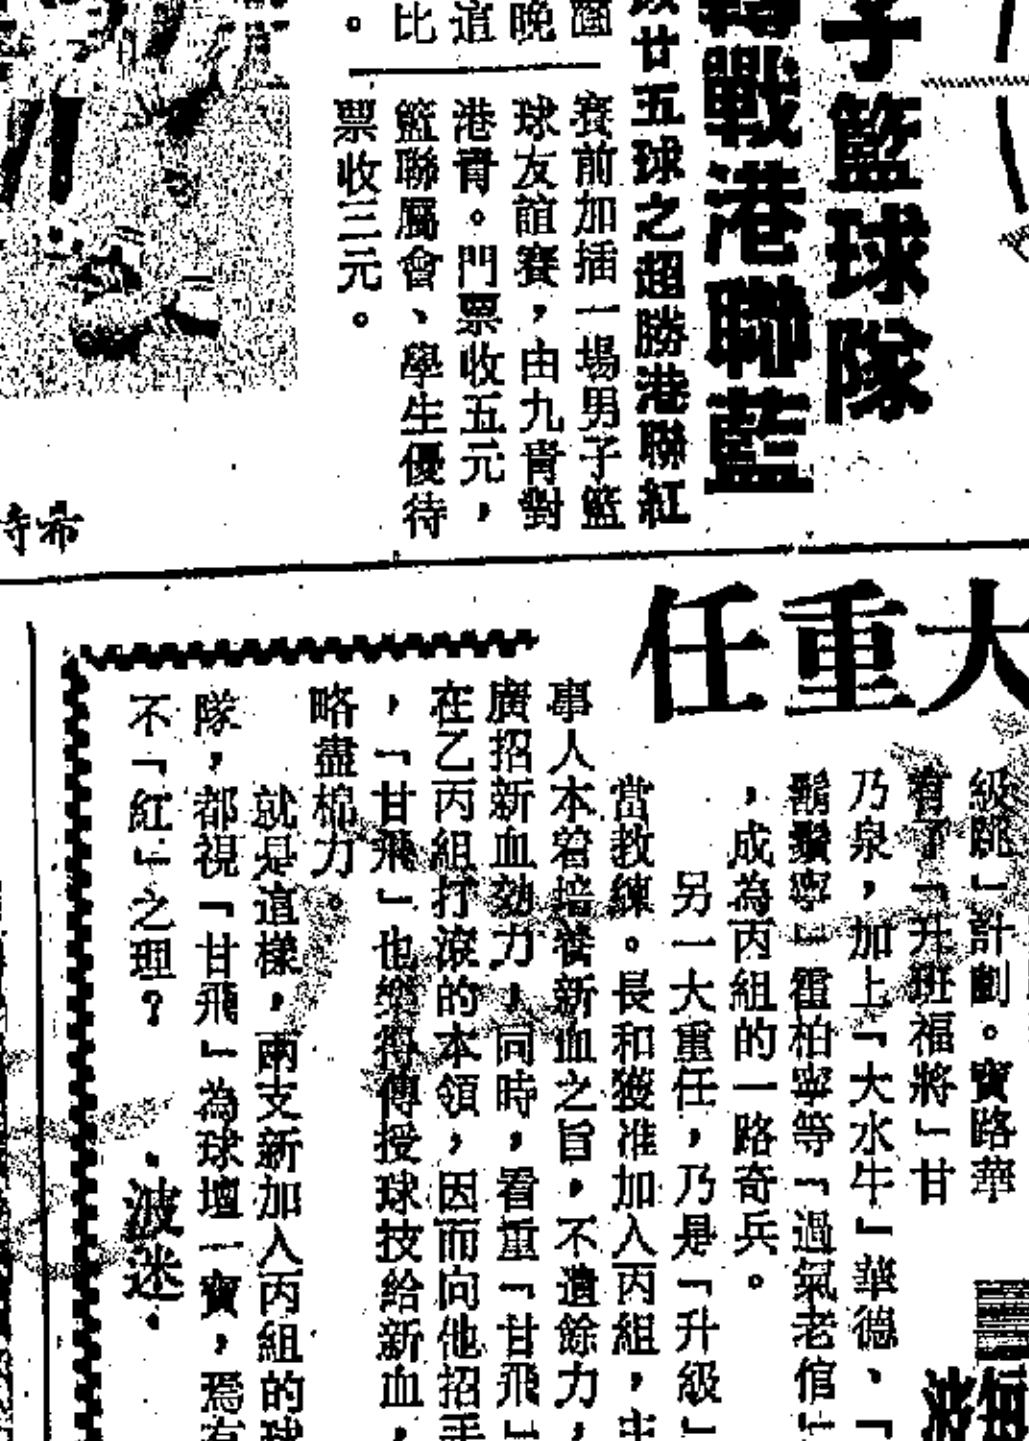 子籃球隊
戰港聯藍
廿五球之超勝港聯紅
賽前加插一場男子籃
晚球友誼賽，由九青對
這港青。門票收五元，
比籃聯屬會、學生優待
。票收三元。
大重任
級跳」計劃。寶路華
有了「升班福將」甘
乃泉，加上「大水牛」華德、「
鬍鬚寧」霍柏寧等「過氣老倌」
，成為丙組的一路奇兵。
另一大重任，乃是「升級」
當教練。長和獲准加入丙組，主
事人本着培養新血之旨，不遺餘力，
廣招新血効力，同時，看重「甘飛」
在乙丙組打滾的本領，因而向他招手
，「甘飛」也樂得傳授球技給新血，
略盡棉力。
就是這樣，兩支新加入丙組的球
隊，都視「甘飛」為球壇一寶，焉有
不「紅」之理？
·波迷·